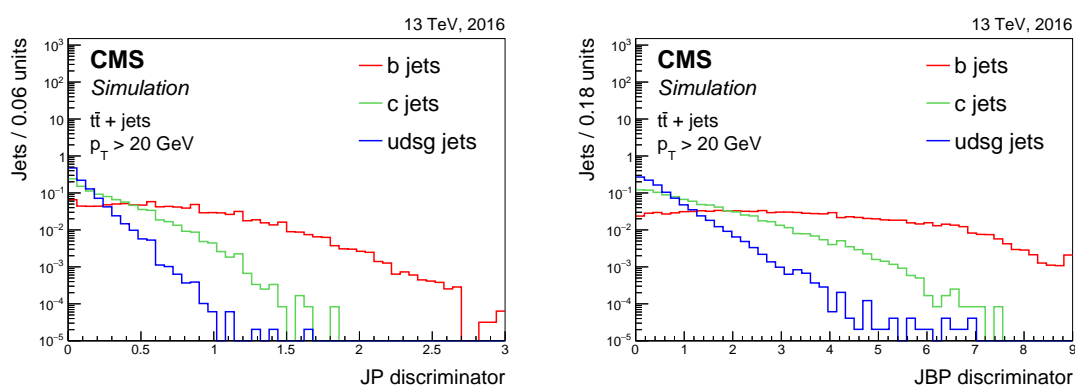 13 TeV, 2016
Jets / 0.06 units
10³
10²
10
1
10⁻¹
10⁻²
10⁻³
10⁻⁴
10⁻⁵
CMS
Simulation
tt̄ + jets
p_T > 20 GeV
b jets
c jets
udsg jets
0 0.5 1 1.5 2 2.5 3
JP discriminator
13 TeV, 2016
Jets / 0.18 units
10³
10²
10
1
10⁻¹
10⁻²
10⁻³
10⁻⁴
10⁻⁵
CMS
Simulation
tt̄ + jets
p_T > 20 GeV
b jets
c jets
udsg jets
0 1 2 3 4 5 6 7 8 9
JBP discriminator